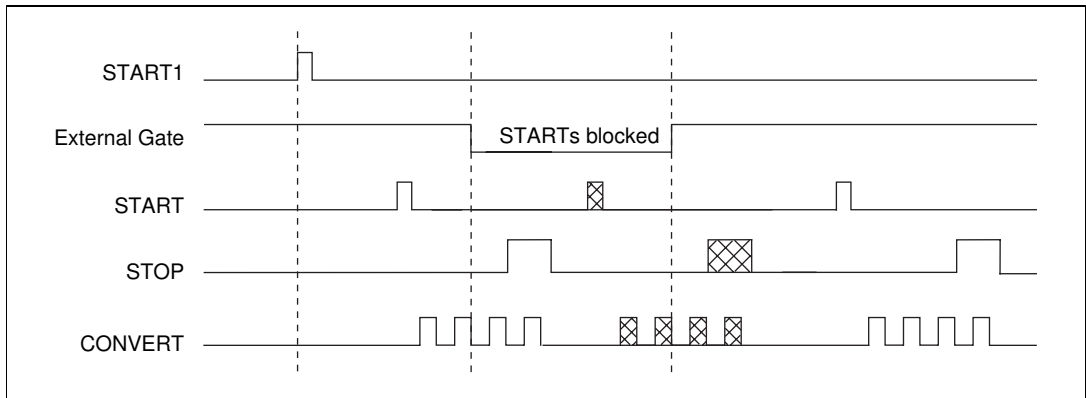 START1
External Gate
STARTs blocked
START
STOP
CONVERT